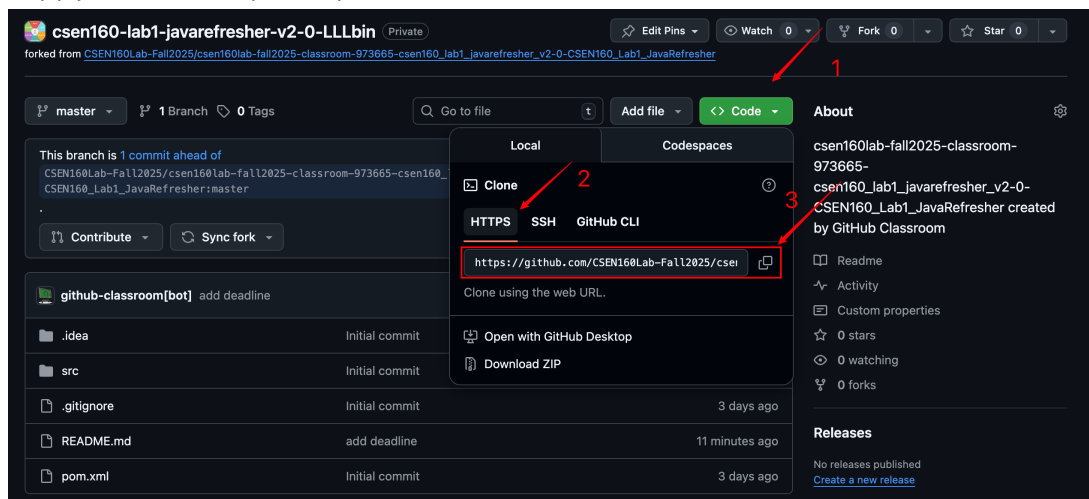 csen160-lab1-javarefresher-v2-0-LLLbin Private
Edit Pins Watch 0 Fork 0 Star 0
forked from CSEN160Lab-Fall2025/csen160lab-fall2025-classroom-973665-csen160_lab1_javarefresher_v2-0-CSEN160_Lab1_JavaRefresher
1
master 1 Branch 0 Tags Go to file t Add file <> Code
About
This branch is 1 commit ahead of
CSEN160Lab-Fall2025/csen160lab-fall2025-classroom-973665-csen160_
CSEN160_Lab1_JavaRefresher:master
.
Contribute Sync fork
Local Codespaces
Clone
2
3
HTTPS SSH GitHub CLI
https://github.com/CSEN160Lab-Fall2025/cse
Clone using the web URL.
Open with GitHub Desktop
Download ZIP
github-classroom[bot] add deadline
.idea Initial commit
src Initial commit
.gitignore Initial commit 3 days ago
README.md add deadline 11 minutes ago
pom.xml Initial commit 3 days ago
csen160lab-fall2025-classroom-
973665-
csen160_lab1_javarefresher_v2-0-
CSEN160_Lab1_JavaRefresher created
by GitHub Classroom
Readme
Activity
Custom properties
0 stars
0 watching
0 forks
Releases
No releases published
Create a new release